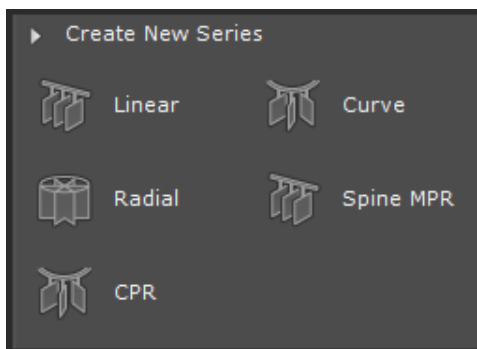 Create New Series
Linear
Curve
Radial
Spine MPR
CPR